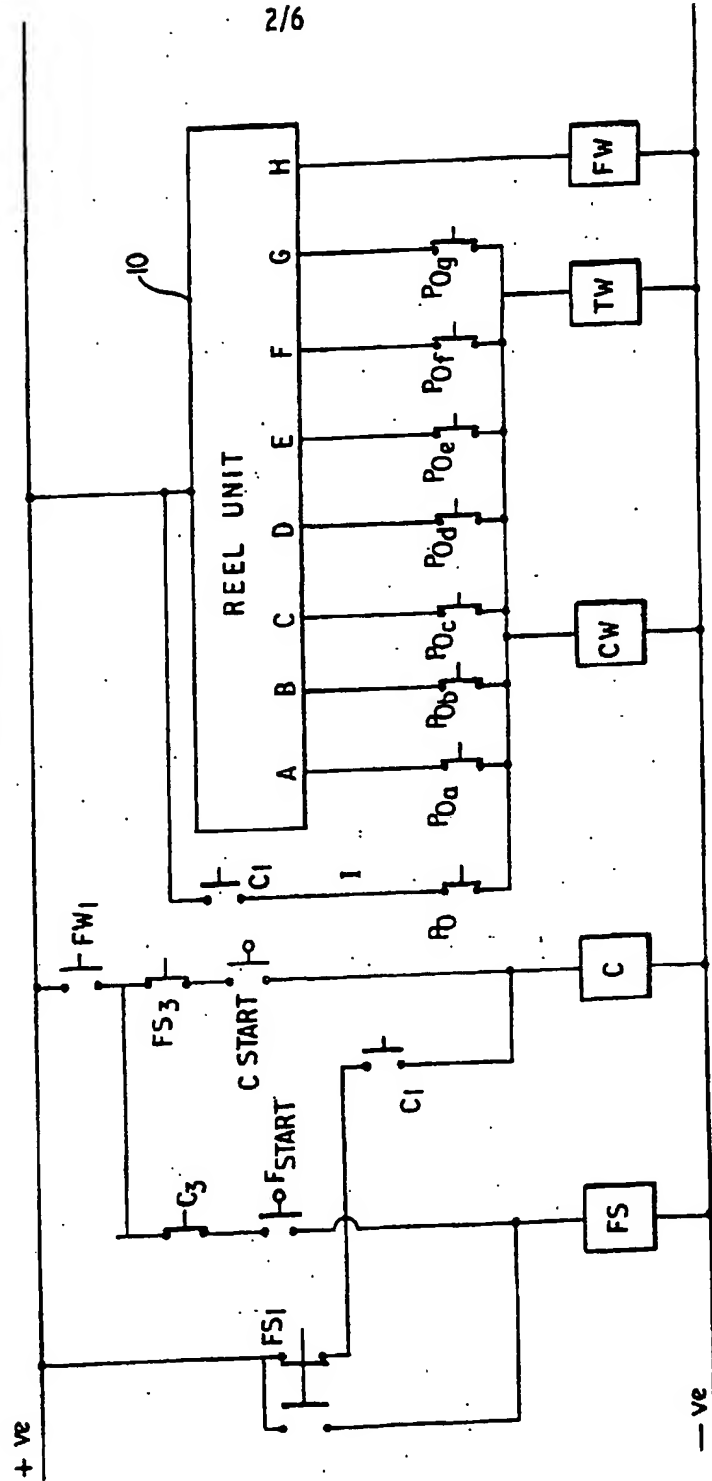 2/6
+ ve
10
REEL UNIT
A B C D E F G H
C1
FW1
I
FS3
C START
C3
FSTART
FS1
C1
P0
P0a
P0b
P0c
P0d
P0e
P0f
P0g
FS
C
CW
TW
FW
– ve